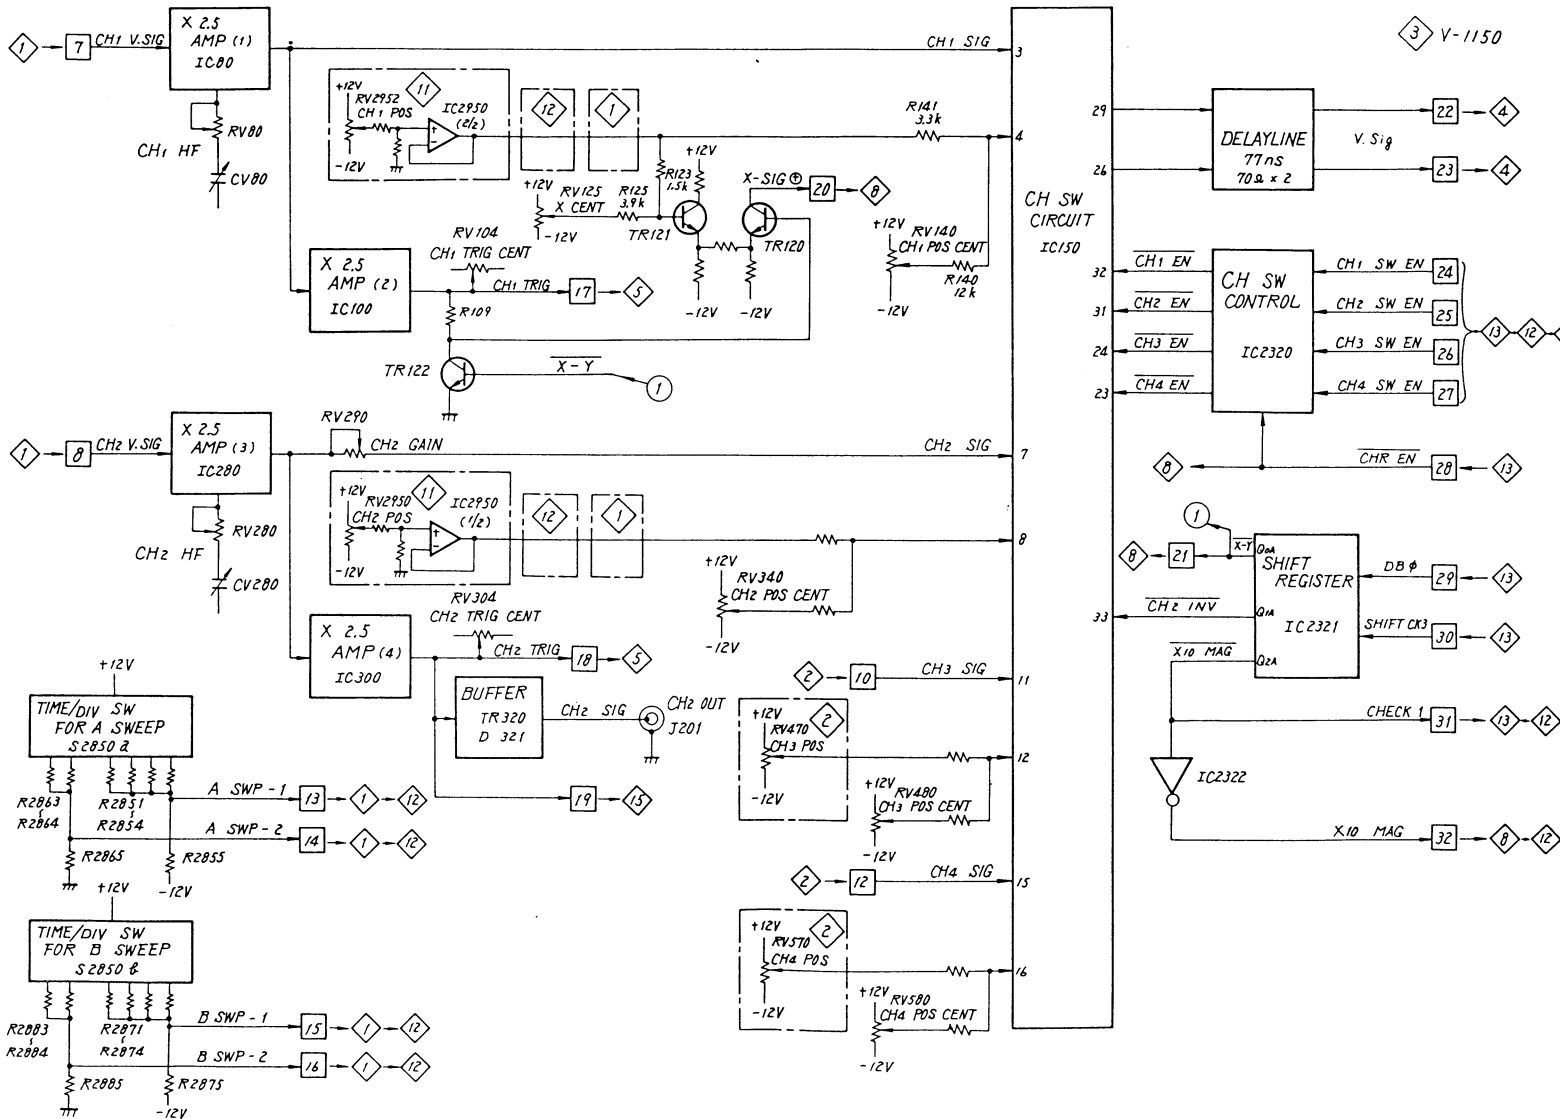 3 V-1150
1
7
CH1 V.SIG
X 2.5
AMP (1)
IC80
RV80
CH1 HF
CV80
CH1 SIG
3
+12V
RV2952
CH1 POS
-12V
11
IC2950
(2/2)
+
-
12
1
R141
3.3k
4
R123
1.5k
+12V
+12V
RV125
X CENT
-12V
R125
3.9k
TR121
-12V
-12V
TR120
X-SIG ⊕
20
8
+12V
RV140
CH1 POS CENT
-12V
R140
12k
X 2.5
AMP (2)
IC100
RV104
CH1 TRIG CENT
CH1 TRIG
17
5
R109
TR122
X-Y
1
1
8
CH2 V.SIG
X 2.5
AMP (3)
IC280
RV280
CH2 HF
CV280
RV290
CH2 GAIN
CH2 SIG
7
+12V
RV2950
CH2 POS
-12V
11
IC2950
(1/2)
+
-
12
1
8
RV340
CH2 POS CENT
+12V
-12V
X 2.5
AMP (4)
IC300
RV304
CH2 TRIG CENT
CH2 TRIG
18
5
BUFFER
TR320
D 321
CH2 SIG
CH2 OUT
J201
19
15
2
10
CH3 SIG
11
+12V
RV470
CH3 POS
-12V
2
12
+12V
RV480
CH3 POS CENT
-12V
2
12
CH4 SIG
15
+12V
RV570
CH4 POS
-12V
2
16
+12V
RV580
CH4 POS CENT
-12V
+12V
TIME/DIV SW
FOR A SWEEP
S2850 a
R2863
~
R2864
R2851
~
R2854
R2865
R2855
-12V
A SWP-1
13
1
12
A SWP-2
14
1
12
+12V
TIME/DIV SW
FOR B SWEEP
S2850 b
R2883
~
R2884
R2871
~
R2874
R2885
R2875
-12V
B SWP-1
15
1
12
B SWP-2
16
1
12
CH SW
CIRCUIT
IC150
29
26
DELAYLINE
77ns
70Ω x 2
V. Sig
22
4
23
4
32
CH1 EN
31
CH2 EN
24
CH3 EN
23
CH4 EN
CH SW
CONTROL
IC2320
CH1 SW EN
24
CH2 SW EN
25
CH3 SW EN
26
CH4 SW EN
27
13
12
8
CHR EN
28
13
1
8
21
X-Y
Q0A
SHIFT
REGISTER
IC2321
DBφ
29
13
SHIFT CK3
30
13
33
CH2 INV
Q1A
X10 MAG
Q2A
CHECK 1
31
13
12
IC2322
X10 MAG
32
8
12